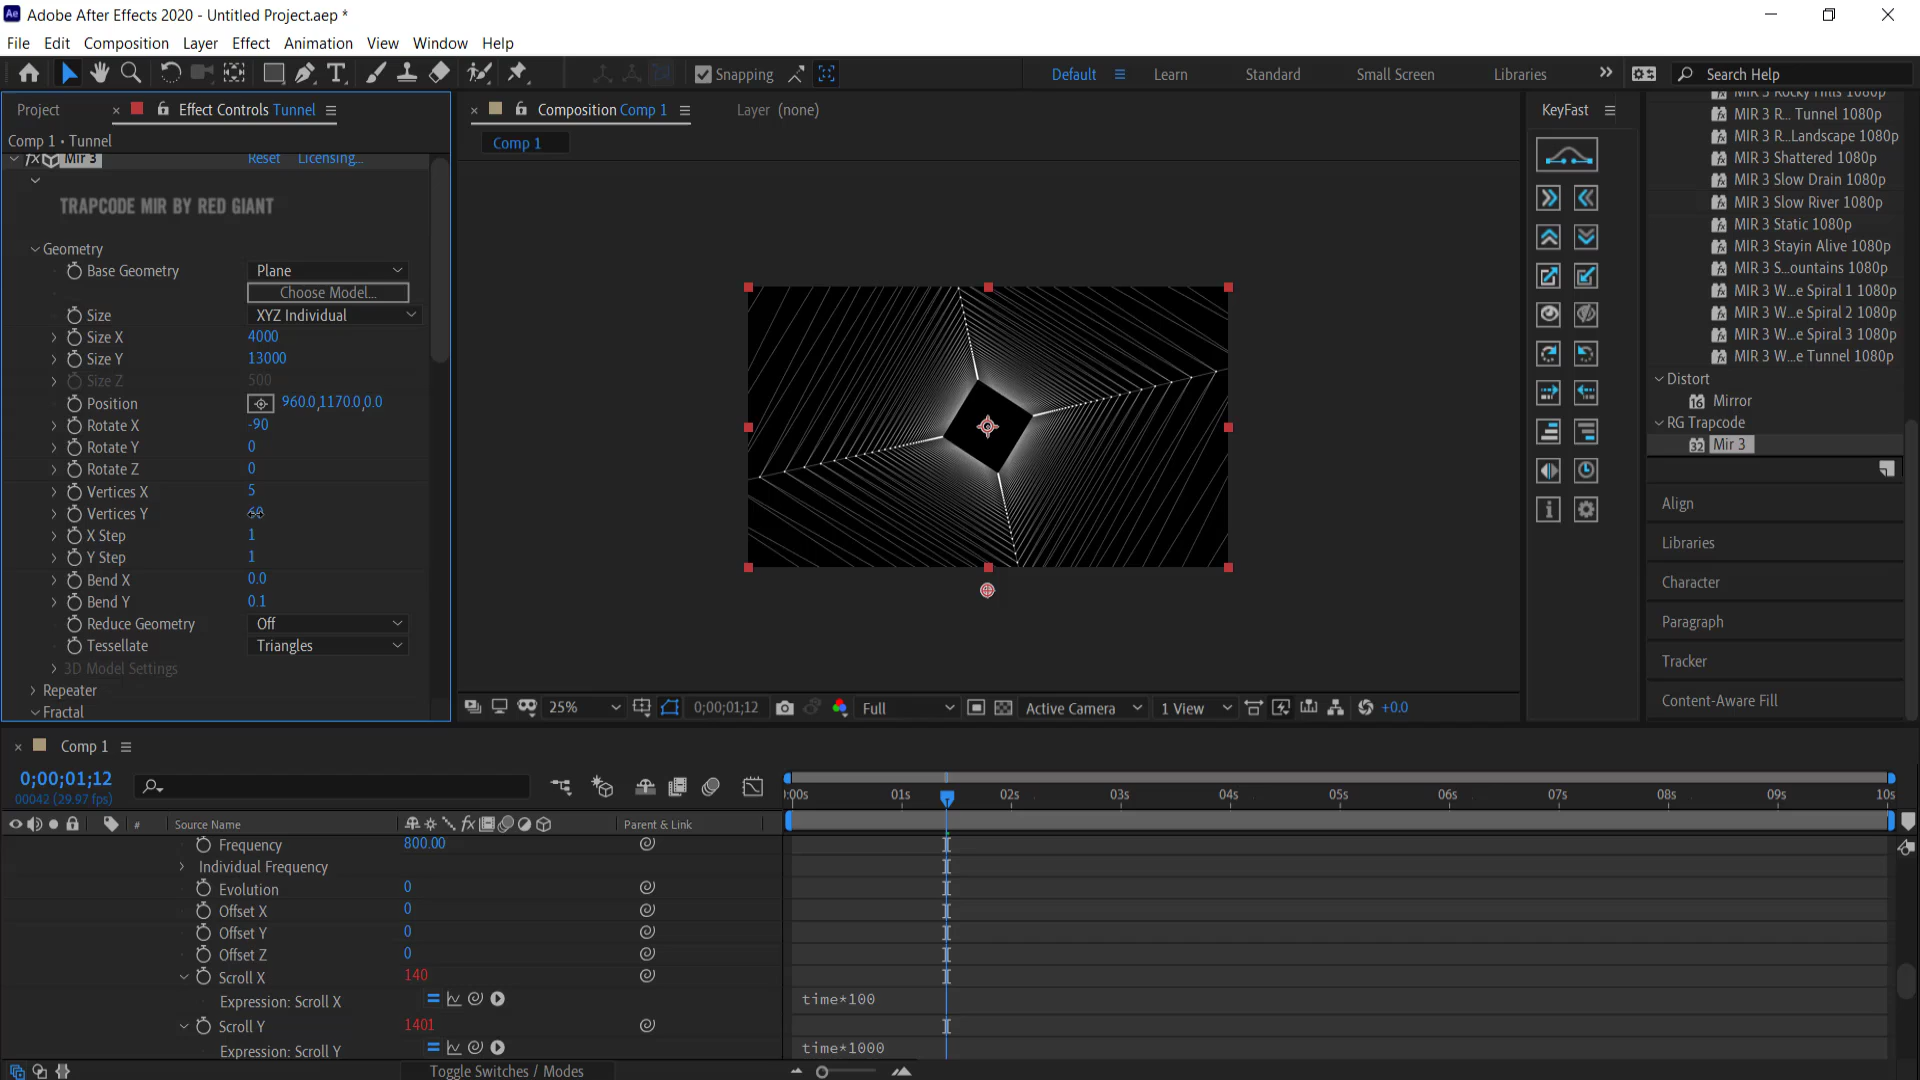 Adobe After Effects 2020 - Untitled Project.aep *
File Edit Composition Layer Effect Animation View Window Help
Snapping
Default Learn Standard Small Screen Libraries Search Help
Project Effect Controls Tunnel
Comp 1 • Tunnel
Mir 3 Reset Licensing...
TRAPCODE MIR BY RED GIANT
Geometry
Base Geometry Plane
Choose Model...
Size XYZ Individual
Size X 4000
Size Y 13000
Size Z 500
Position 960.0,1170.0,0.0
Rotate X -90
Rotate Y 0
Rotate Z 0
Vertices X 5
Vertices Y
X Step 1
Y Step 1
Bend X 0.0
Bend Y 0.1
Reduce Geometry Off
Tessellate Triangles
3D Model Settings
Repeater
Fractal
Composition Comp 1 Layer (none)
Comp 1
25% 0;00;01;12 Full Active Camera 1 View +0.0
KeyFast
MIR 3 Rocky Hills 1080p
MIR 3 R... Tunnel 1080p
MIR 3 R...Landscape 1080p
MIR 3 Shattered 1080p
MIR 3 Slow Drain 1080p
MIR 3 Slow River 1080p
MIR 3 Static 1080p
MIR 3 Stayin Alive 1080p
MIR 3 S...ountains 1080p
MIR 3 W...e Spiral 1 1080p
MIR 3 W...e Spiral 2 1080p
MIR 3 W...e Spiral 3 1080p
MIR 3 W...e Tunnel 1080p
Distort
16 Mirror
RG Trapcode
32 Mir 3
Align
Libraries
Character
Paragraph
Tracker
Content-Aware Fill
Comp 1
0;00;01;12
00042 (29.97 fps)
:00s 01s 02s 03s 04s 05s 06s 07s 08s 09s 10s
# Source Name Parent & Link
Frequency 800.00
Individual Frequency
Evolution 0
Offset X 0
Offset Y 0
Offset Z 0
Scroll X 140
Expression: Scroll X time*100
Scroll Y 1401
Expression: Scroll Y time*1000
Toggle Switches / Modes